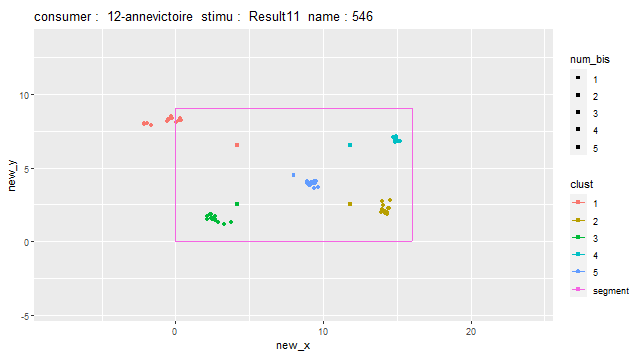 consumer : 12-annevictoire stimu : Result11 name : 546
new_y
10
5
0
-5
0
10
20
new_x
num_bis
1
2
3
4
5
clust
1
2
3
4
5
segment